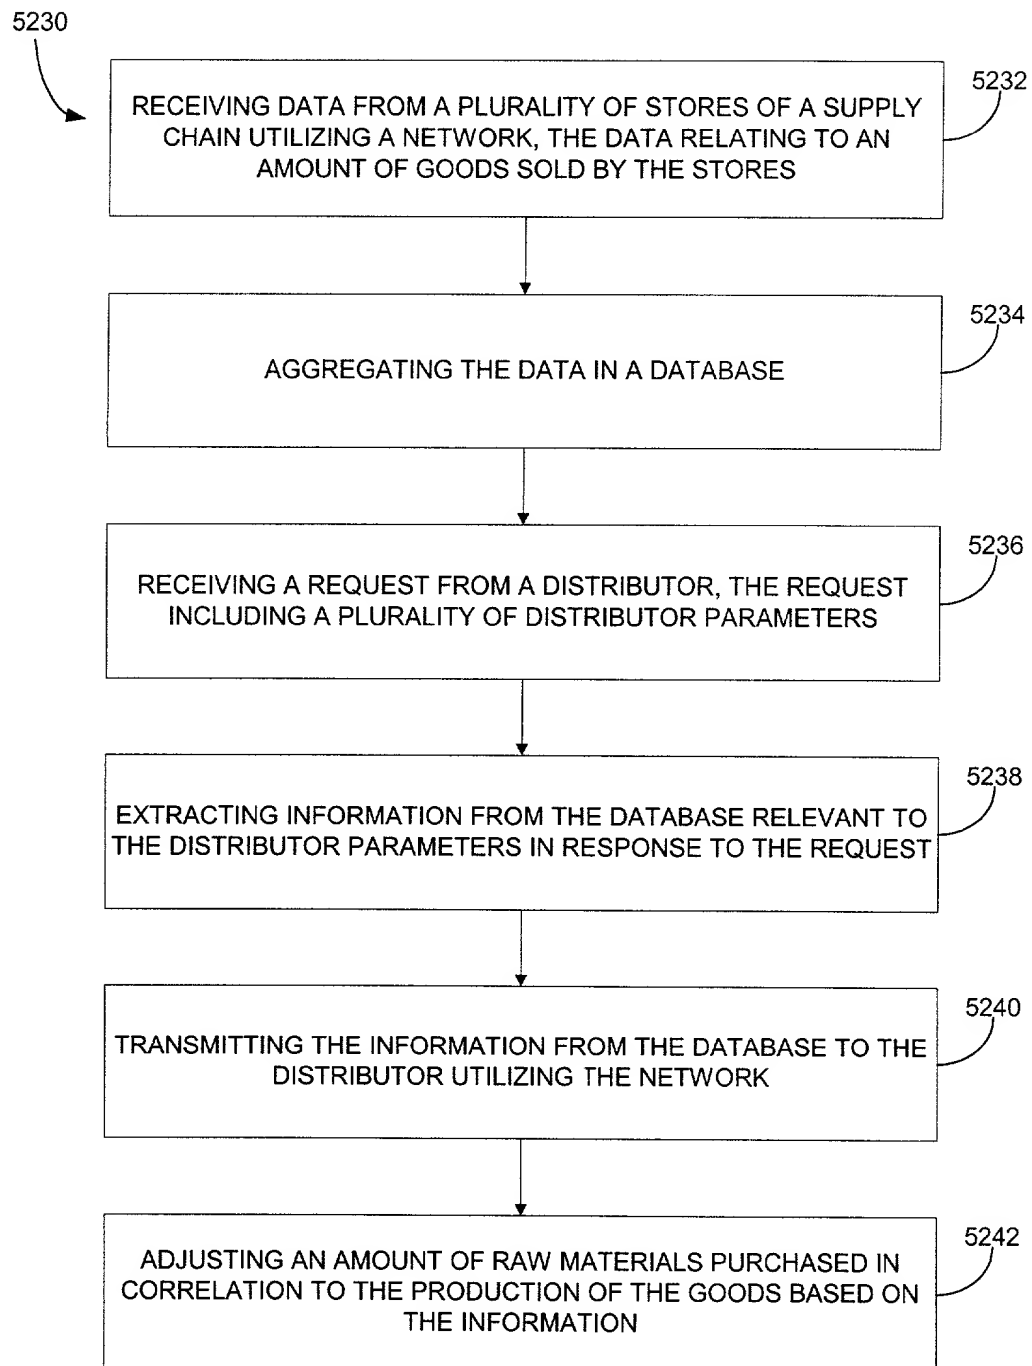 5230
RECEIVING DATA FROM A PLURALITY OF STORES OF A SUPPLY
CHAIN UTILIZING A NETWORK, THE DATA RELATING TO AN
AMOUNT OF GOODS SOLD BY THE STORES
5232
AGGREGATING THE DATA IN A DATABASE
5234
RECEIVING A REQUEST FROM A DISTRIBUTOR, THE REQUEST
INCLUDING A PLURALITY OF DISTRIBUTOR PARAMETERS
5236
EXTRACTING INFORMATION FROM THE DATABASE RELEVANT TO
THE DISTRIBUTOR PARAMETERS IN RESPONSE TO THE REQUEST
5238
TRANSMITTING THE INFORMATION FROM THE DATABASE TO THE
DISTRIBUTOR UTILIZING THE NETWORK
5240
ADJUSTING AN AMOUNT OF RAW MATERIALS PURCHASED IN
CORRELATION TO THE PRODUCTION OF THE GOODS BASED ON
THE INFORMATION
5242